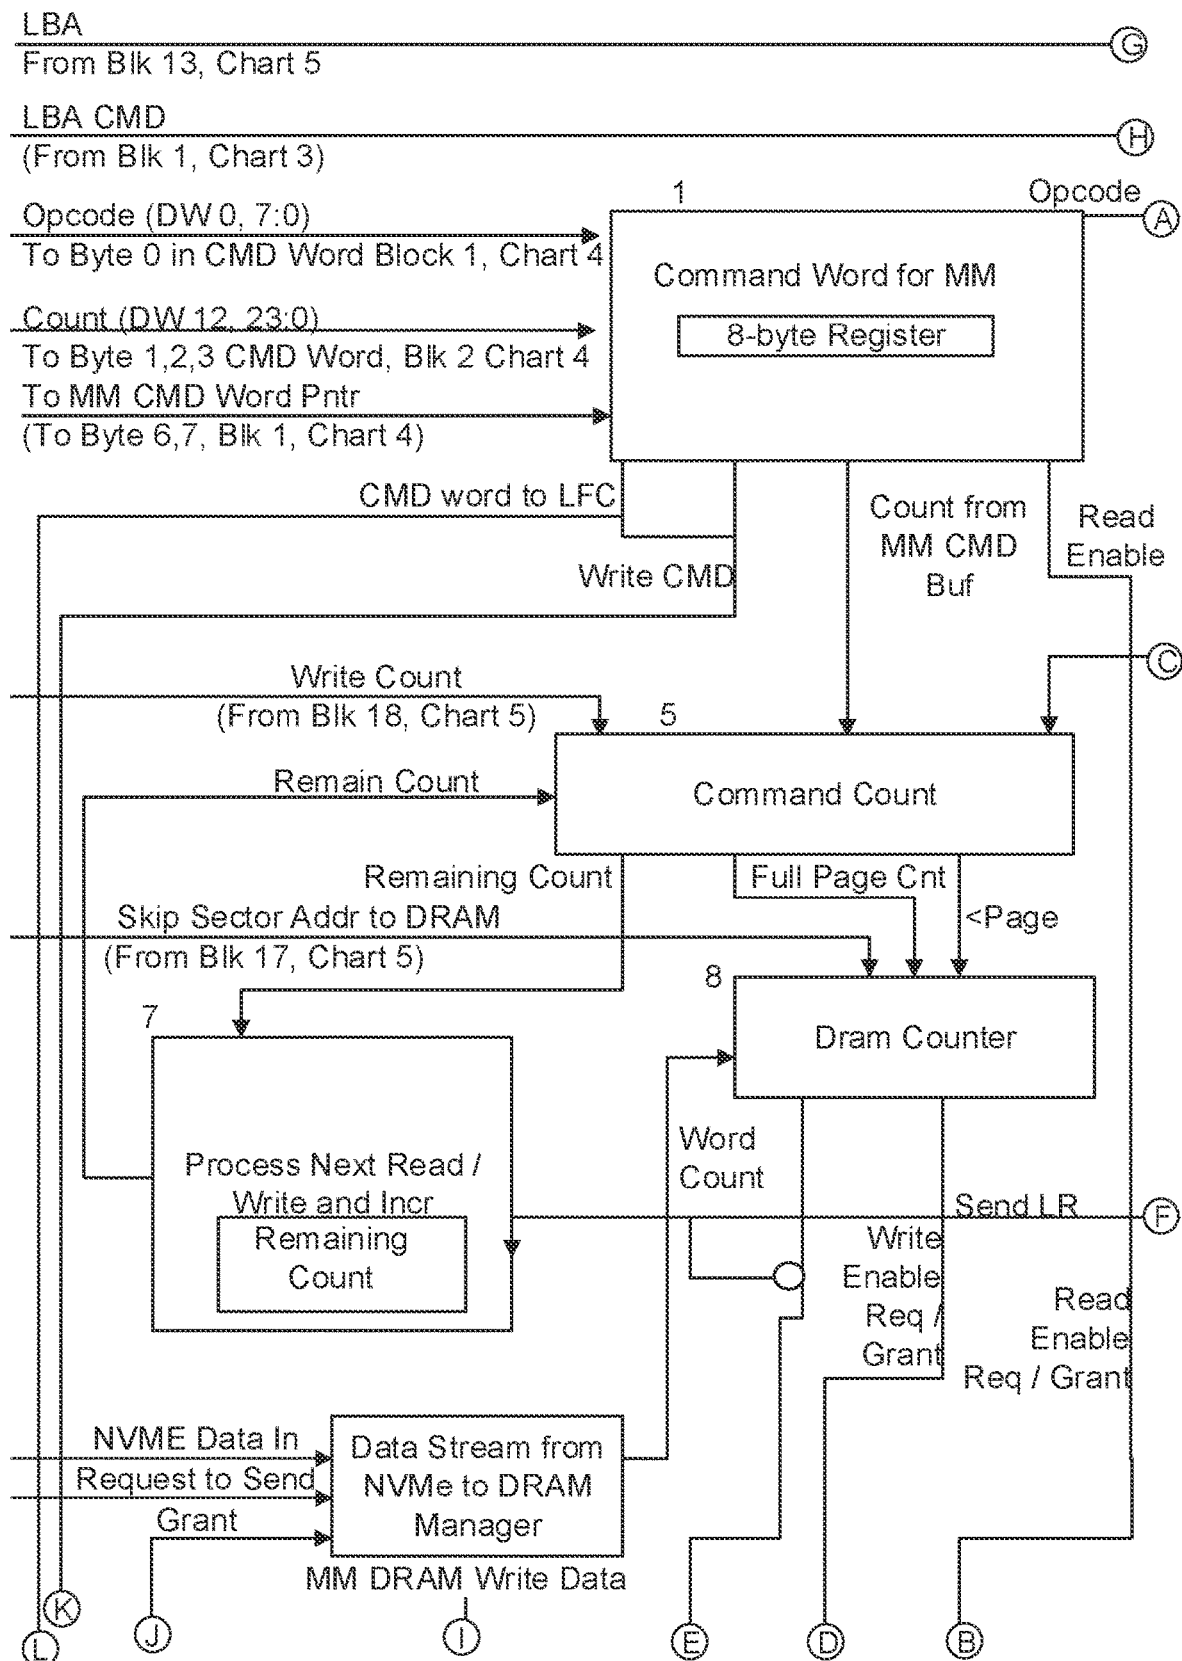 LBA
G
From Blk 13, Chart 5
LBA CMD
H
(From Blk 1, Chart 3)
1
Opcode
A
Opcode (DW 0, 7:0)
To Byte 0 in CMD Word Block 1, Chart 4
Command Word for MM
8-byte Register
Count (DW 12, 23:0)
To Byte 1,2,3 CMD Word, Blk 2 Chart 4
To MM CMD Word Pntr
(To Byte 6,7, Blk 1, Chart 4)
CMD word to LFC
Write CMD
Count from
MM CMD
Buf
Read
Enable
C
Write Count
(From Blk 18, Chart 5)
5
Remain Count
Command Count
Remaining Count
Full Page Cnt
<Page
Skip Sector Addr to DRAM
(From Blk 17, Chart 5)
8
Dram Counter
7
Process Next Read /
Write and Incr
Remaining
Count
Word
Count
Send LR
F
Write
Enable
Req /
Grant
Read
Enable
Req / Grant
NVME Data In
Request to Send
Grant
Data Stream from
NVMe to DRAM
Manager
MM DRAM Write Data
K
L
J
I
E
D
B